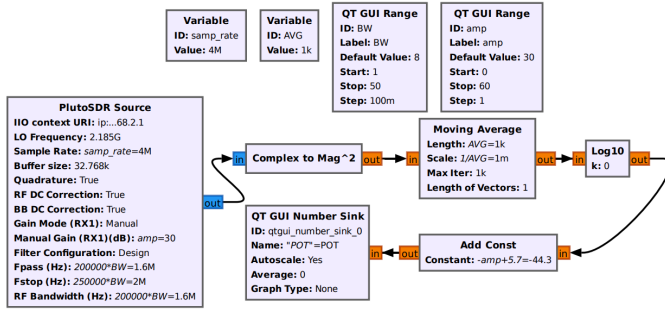 Variable
ID: samp_rate
Value: 4M
Variable
ID: AVG
Value: 1k
QT GUI Range
ID: BW
Label: BW
Default Value: 8
Start: 1
Stop: 50
Step: 100m
QT GUI Range
ID: amp
Label: amp
Default Value: 30
Start: 0
Stop: 60
Step: 1
PlutoSDR Source
IIO context URI: ip:...68.2.1
LO Frequency: 2.185G
Sample Rate: samp_rate=4M
Buffer size: 32.768k
Quadrature: True
RF DC Correction: True
BB DC Correction: True
Gain Mode (RX1): Manual
Manual Gain (RX1)(dB): amp=30
Filter Configuration: Design
Fpass (Hz): 200000*BW=1.6M
Fstop (Hz): 250000*BW=2M
RF Bandwidth (Hz): 200000*BW=1.6M
out
in
Complex to Mag^2
out
in
Moving Average
Length: AVG=1k
Scale: 1/AVG=1m
Max Iter: 1k
Length of Vectors: 1
out
in
Log10
k: 0
out
QT GUI Number Sink
ID: qtgui_number_sink_0
Name: "POT"=POT
Autoscale: Yes
Average: 0
Graph Type: None
in
out
Add Const
Constant: -amp+5.7=-44.3
in